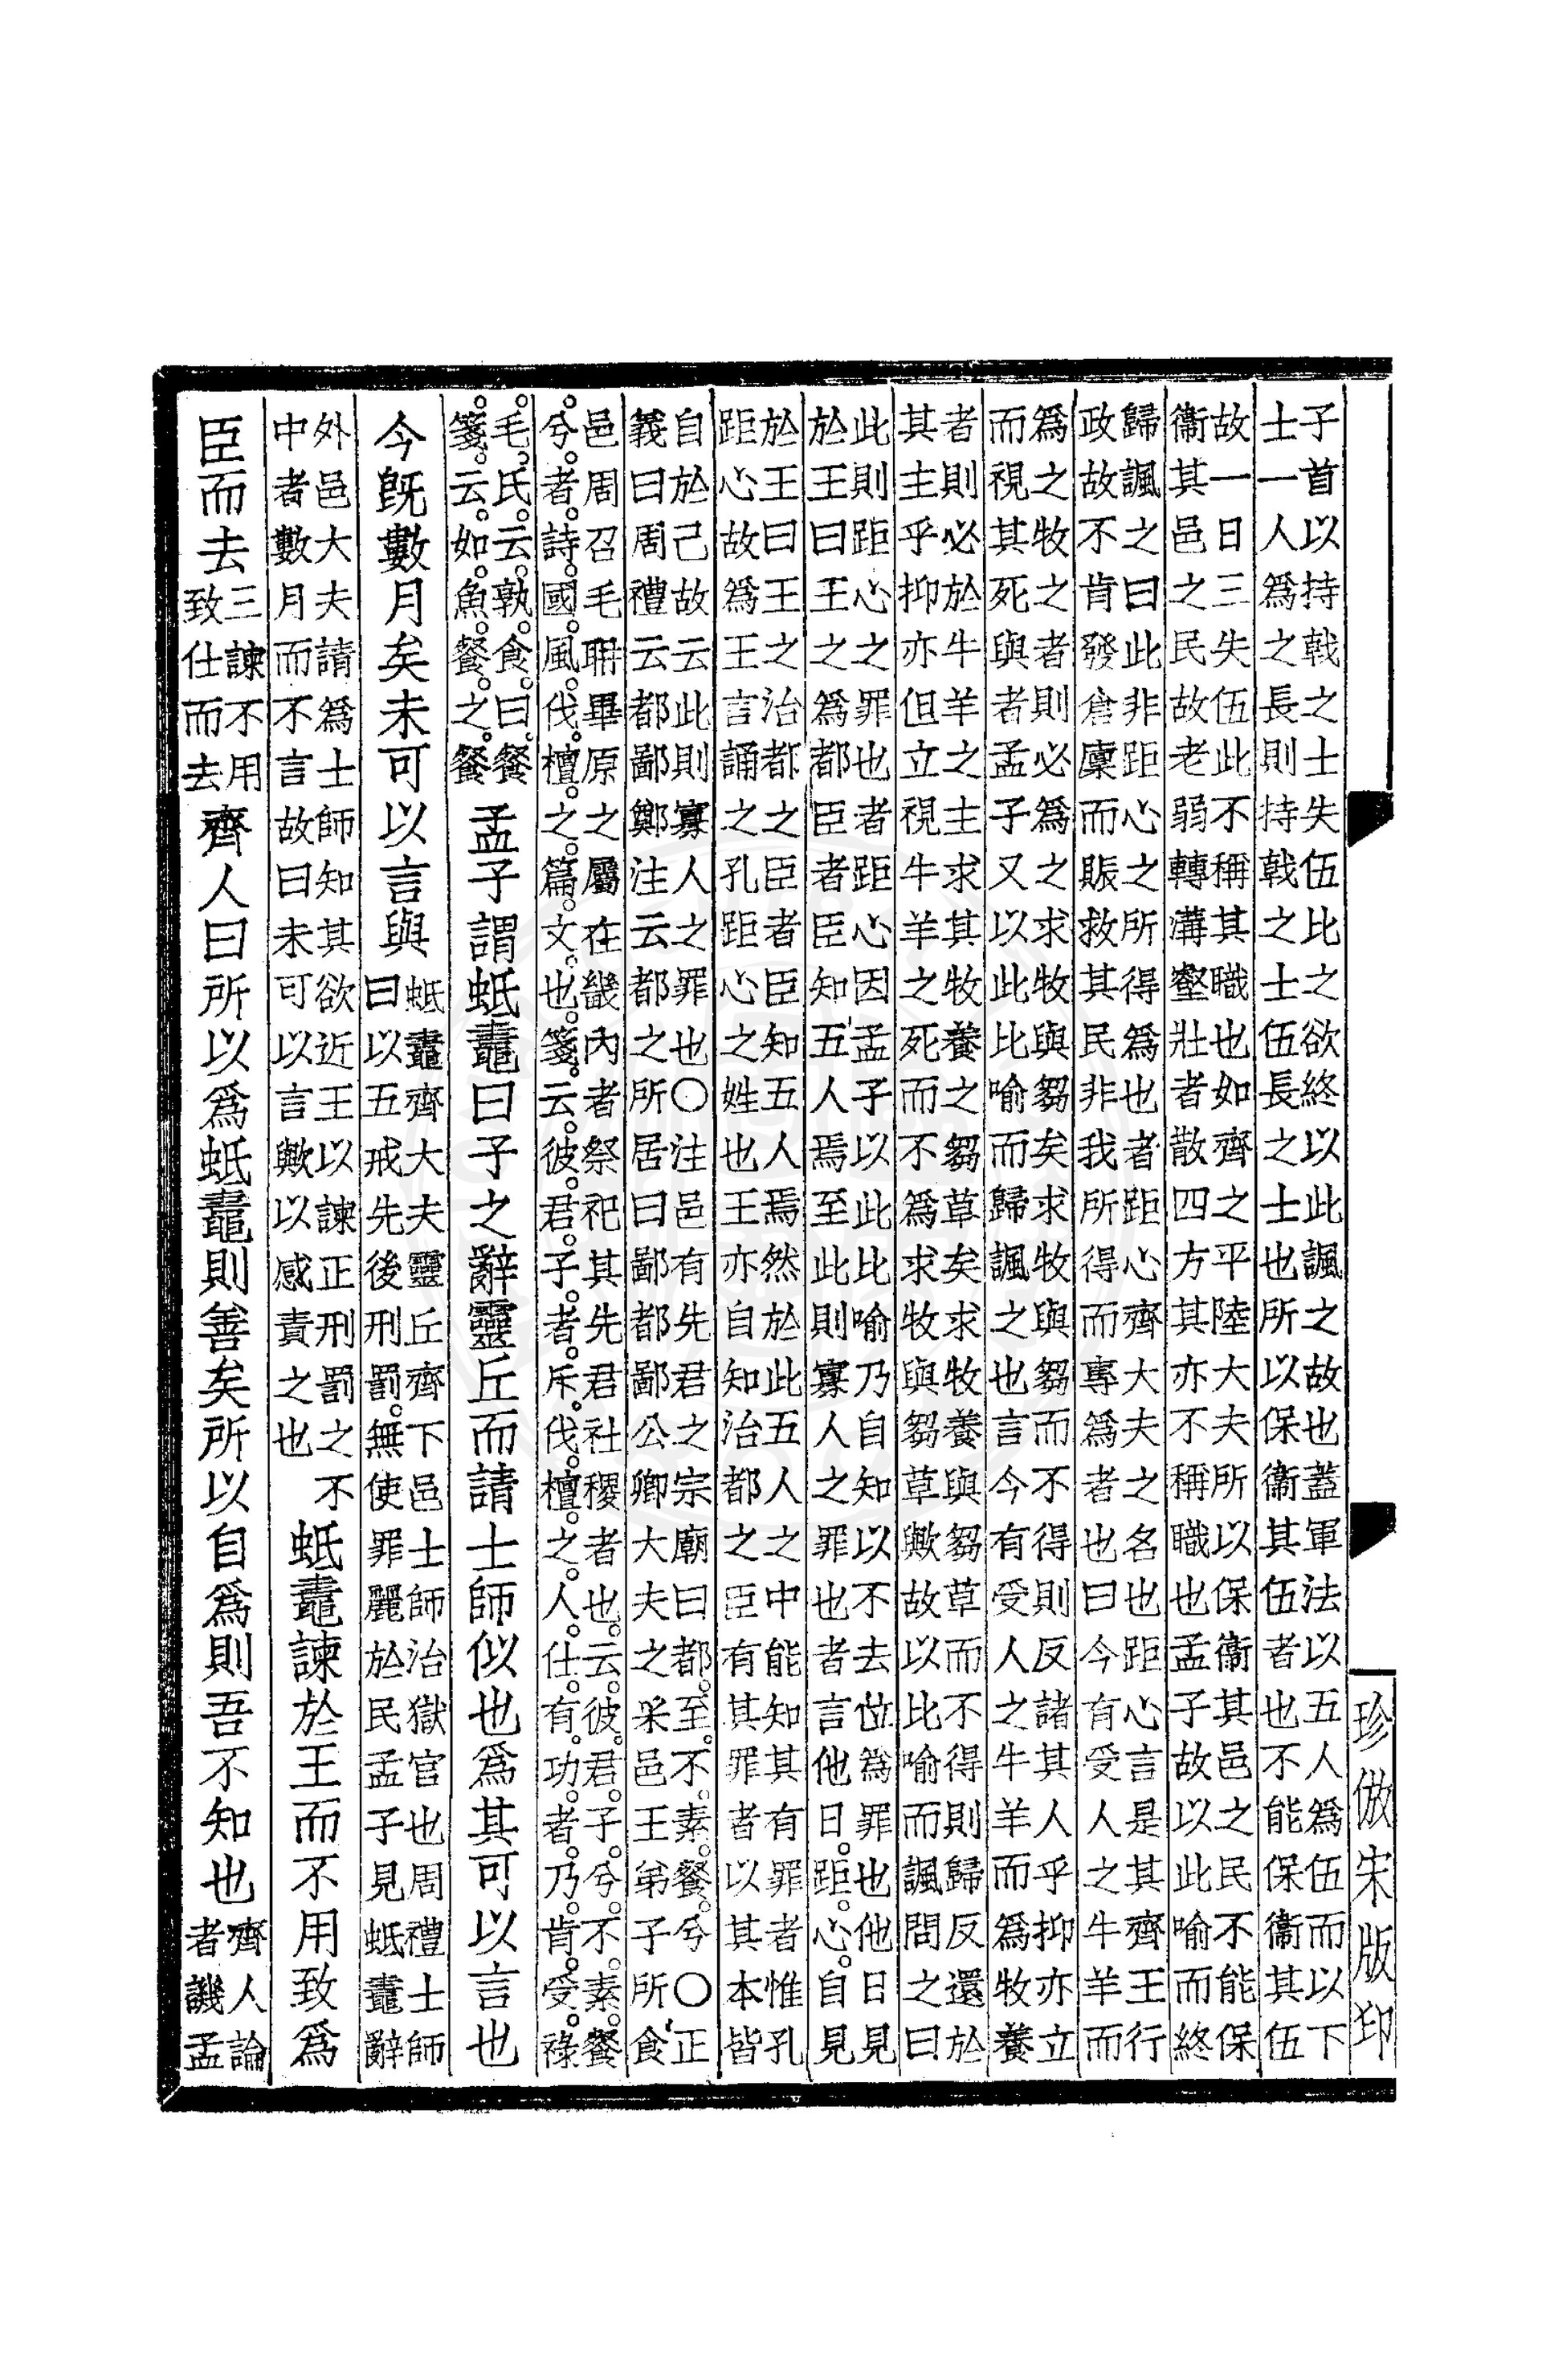 珍倣宋版印
子首以持戟之士失伍比之欲終以此諷之故也蓋軍法以五人爲伍而以下
士一人爲之長則持戟之士伍長之士也所以保衞其伍者也不能保衞其伍
故一日三失伍此不稱其職也如齊之平陸大夫所以保衞其邑之民不能保
衞其邑之民故老弱轉溝壑壯者散四方其亦不稱職也孟子故以此喻而終
歸諷之曰此非距心之所得爲也者距心齊大夫之名也距心言是其齊王行
政故不肯發倉廩而賑救其民非我所得而專爲者也曰今有受人之牛羊而
爲之牧之者則必爲之求牧與芻矣求牧與芻而不得則反諸其人乎抑亦立
而視其死與者孟子又以此比喻而歸諷之也言今有受人之牛羊而爲牧養
者則必於牛羊之主求其牧養之芻草矣求牧養與芻草而不得則歸反還於
其主乎抑亦但立視牛羊之死而不爲求牧與芻草歟故以比喻而諷問之曰
此則距心之罪也者距心因孟子以此比喻乃自知以不去位爲罪也他日見
於王曰王之爲都臣者臣知五人焉至此則寡人之罪也者言他日距心自見
於王曰王之治都之臣者臣知五人焉然於此五人之中能知其有罪者惟孔
距心故爲王言誦之孔距心之姓也王亦自知治都之臣有其罪者以其本皆
自於己故云此則寡人之罪也○注邑有先君之宗廟曰都至不素餐兮○正
義曰周禮云都鄙鄭注云都之所居曰鄙都鄙公卿大夫之采邑王弟子所食
邑周召毛聃畢原之屬在畿內者祭祀其先君社稷者也云彼君子兮不素餐
兮者詩國風伐檀之篇文也箋云彼君子者斥伐檀之人仕有功者乃肯受祿
毛氏云孰食曰餐
箋云如魚餐之餐
孟子謂蚳鼃曰子之辭靈丘而請士師似也爲其可以言也
今旣數月矣未可以言與
蚳鼃齊大夫靈丘齊下邑士師治獄官也周禮士師
曰以五戒先後刑罰無使罪麗於民孟子見蚳鼃辭
外邑大夫請爲士師知其欲近王以諫正刑罰之不
中者數月而不言故曰未可以言歟以感責之也
蚳鼃諫於王而不用致爲
臣而去
三諫不用
致仕而去
齊人曰所以爲蚳鼃則善矣所以自爲則吾不知也
齊人論
者譏孟